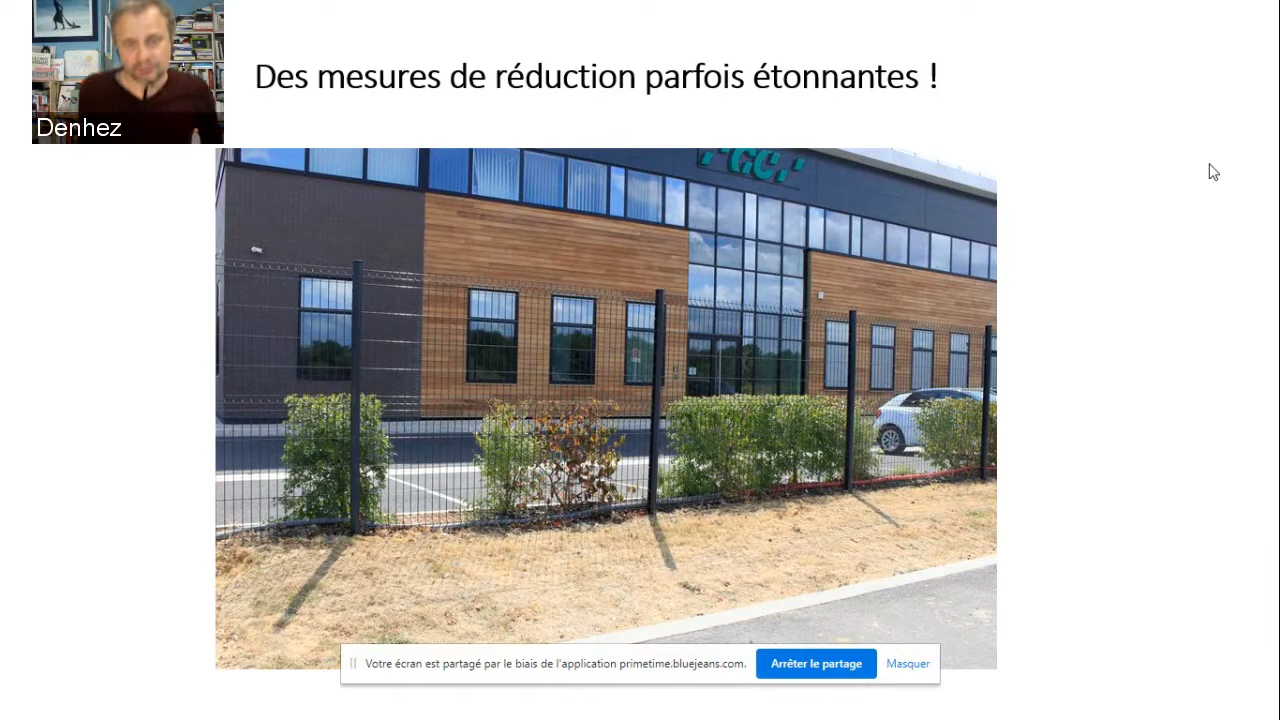 Des mesures de réduction parfois étonnantes !
Denhez
GC
Votre écran est partagé par le biais de l'application primetime.bluejeans.com.
Arrêter le partage
Masquer